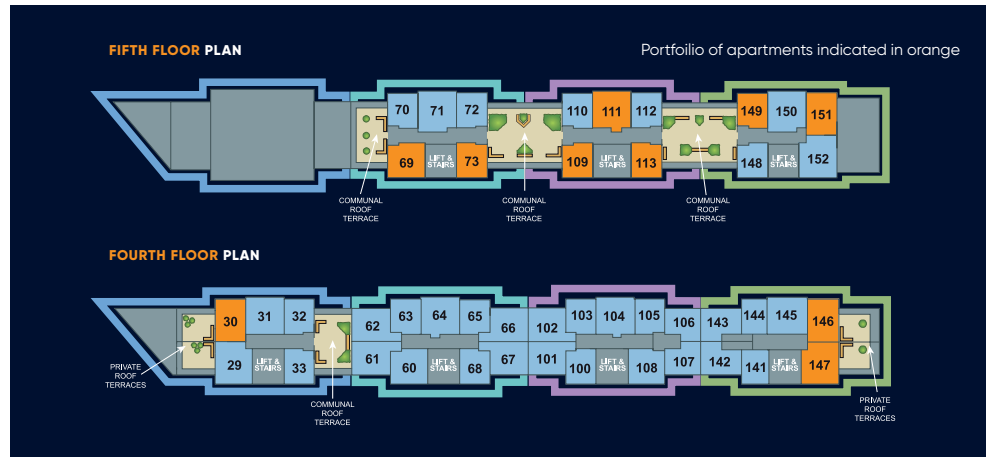 FIFTH FLOOR PLAN
Portfoilio of apartments indicated in orange
70 71 72 110 111 112 149 150 151
69 LIFT & STAIRS 73 109 LIFT & STAIRS 113 148 LIFT & STAIRS 152
COMMUNAL
ROOF
TERRACE
COMMUNAL
ROOF
TERRACE
COMMUNAL
ROOF
TERRACE
FOURTH FLOOR PLAN
30 31 32 62 63 64 65 66 102 103 104 105 106 143 144 145 146
29 LIFT & STAIRS 33 61 60 LIFT & STAIRS 68 67 101 100 LIFT & STAIRS 108 107 142 141 LIFT & STAIRS 147
PRIVATE
ROOF
TERRACES
COMMUNAL
ROOF
TERRACE
PRIVATE
ROOF
TERRACES